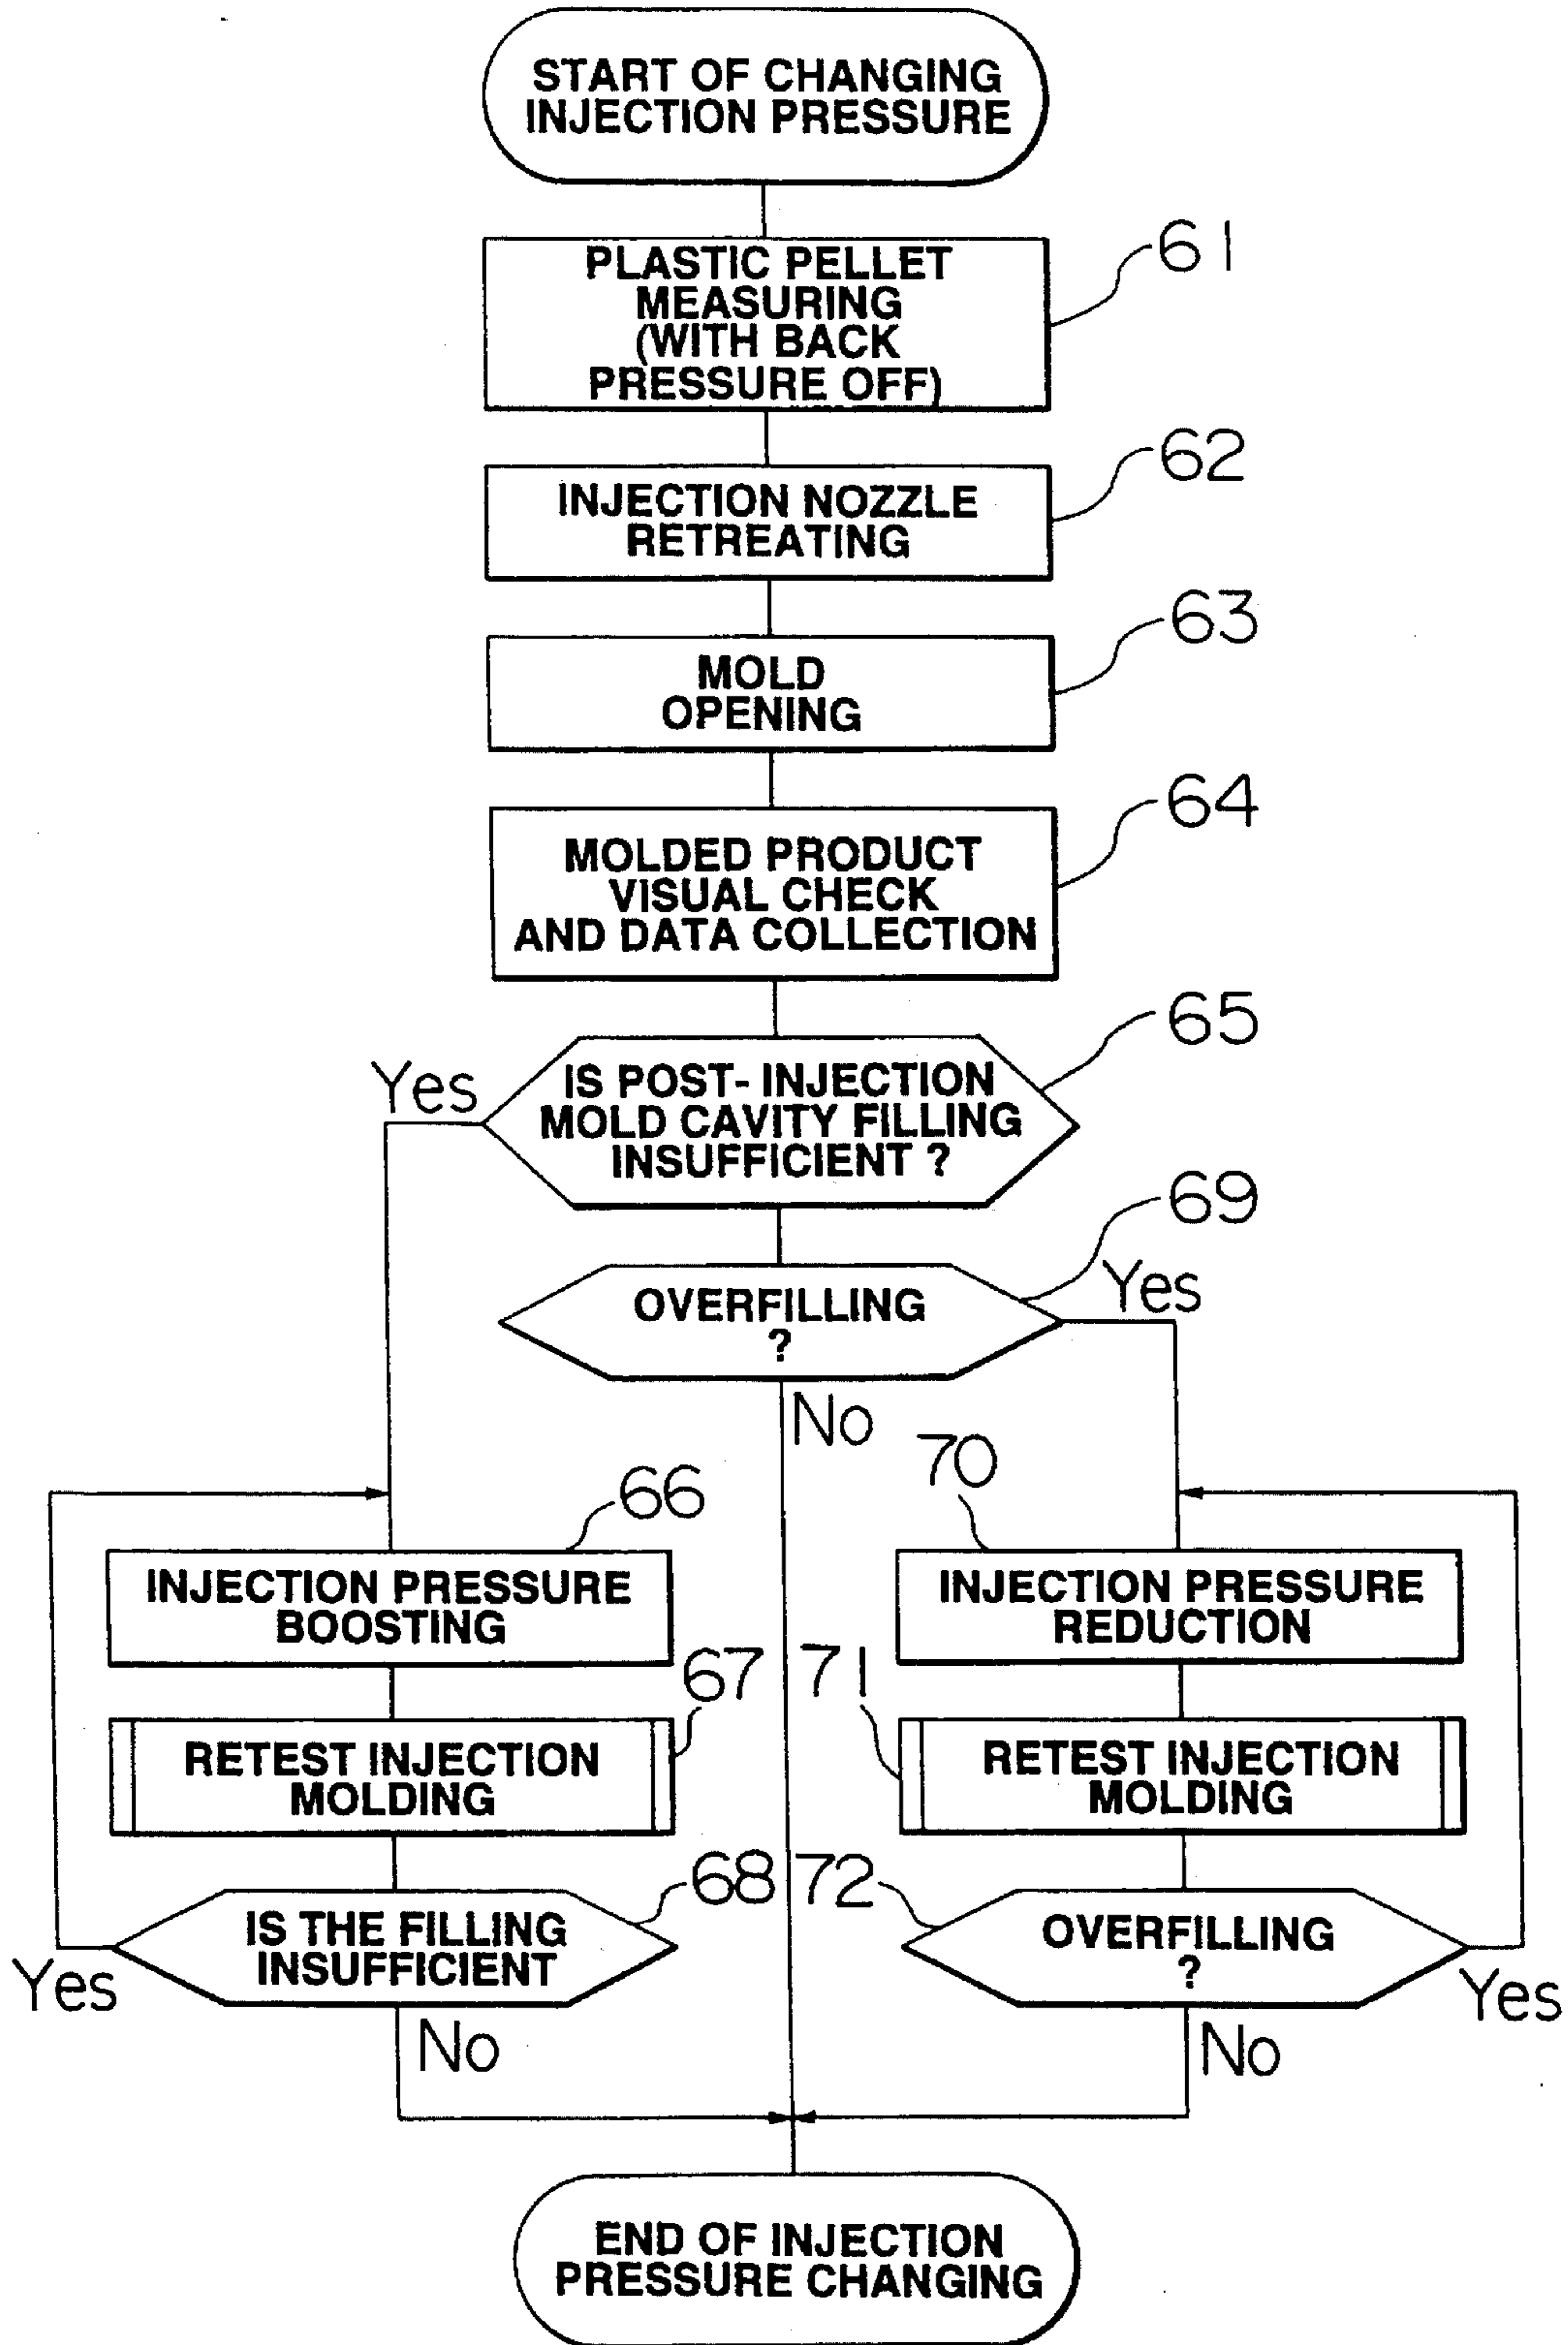 START OF CHANGING
INJECTION PRESSURE
PLASTIC PELLET
MEASURING
(WITH BACK
PRESSURE OFF)
61
INJECTION NOZZLE
RETREATING
62
MOLD
OPENING
63
MOLDED PRODUCT
VISUAL CHECK
AND DATA COLLECTION
64
IS POST- INJECTION
MOLD CAVITY FILLING
INSUFFICIENT ?
65
Yes
OVERFILLING
?
69
Yes
No
66
INJECTION PRESSURE
BOOSTING
70
INJECTION PRESSURE
REDUCTION
67
RETEST INJECTION
MOLDING
71
RETEST INJECTION
MOLDING
68
IS THE FILLING
INSUFFICIENT
Yes
No
72
OVERFILLING
?
Yes
No
END OF INJECTION
PRESSURE CHANGING